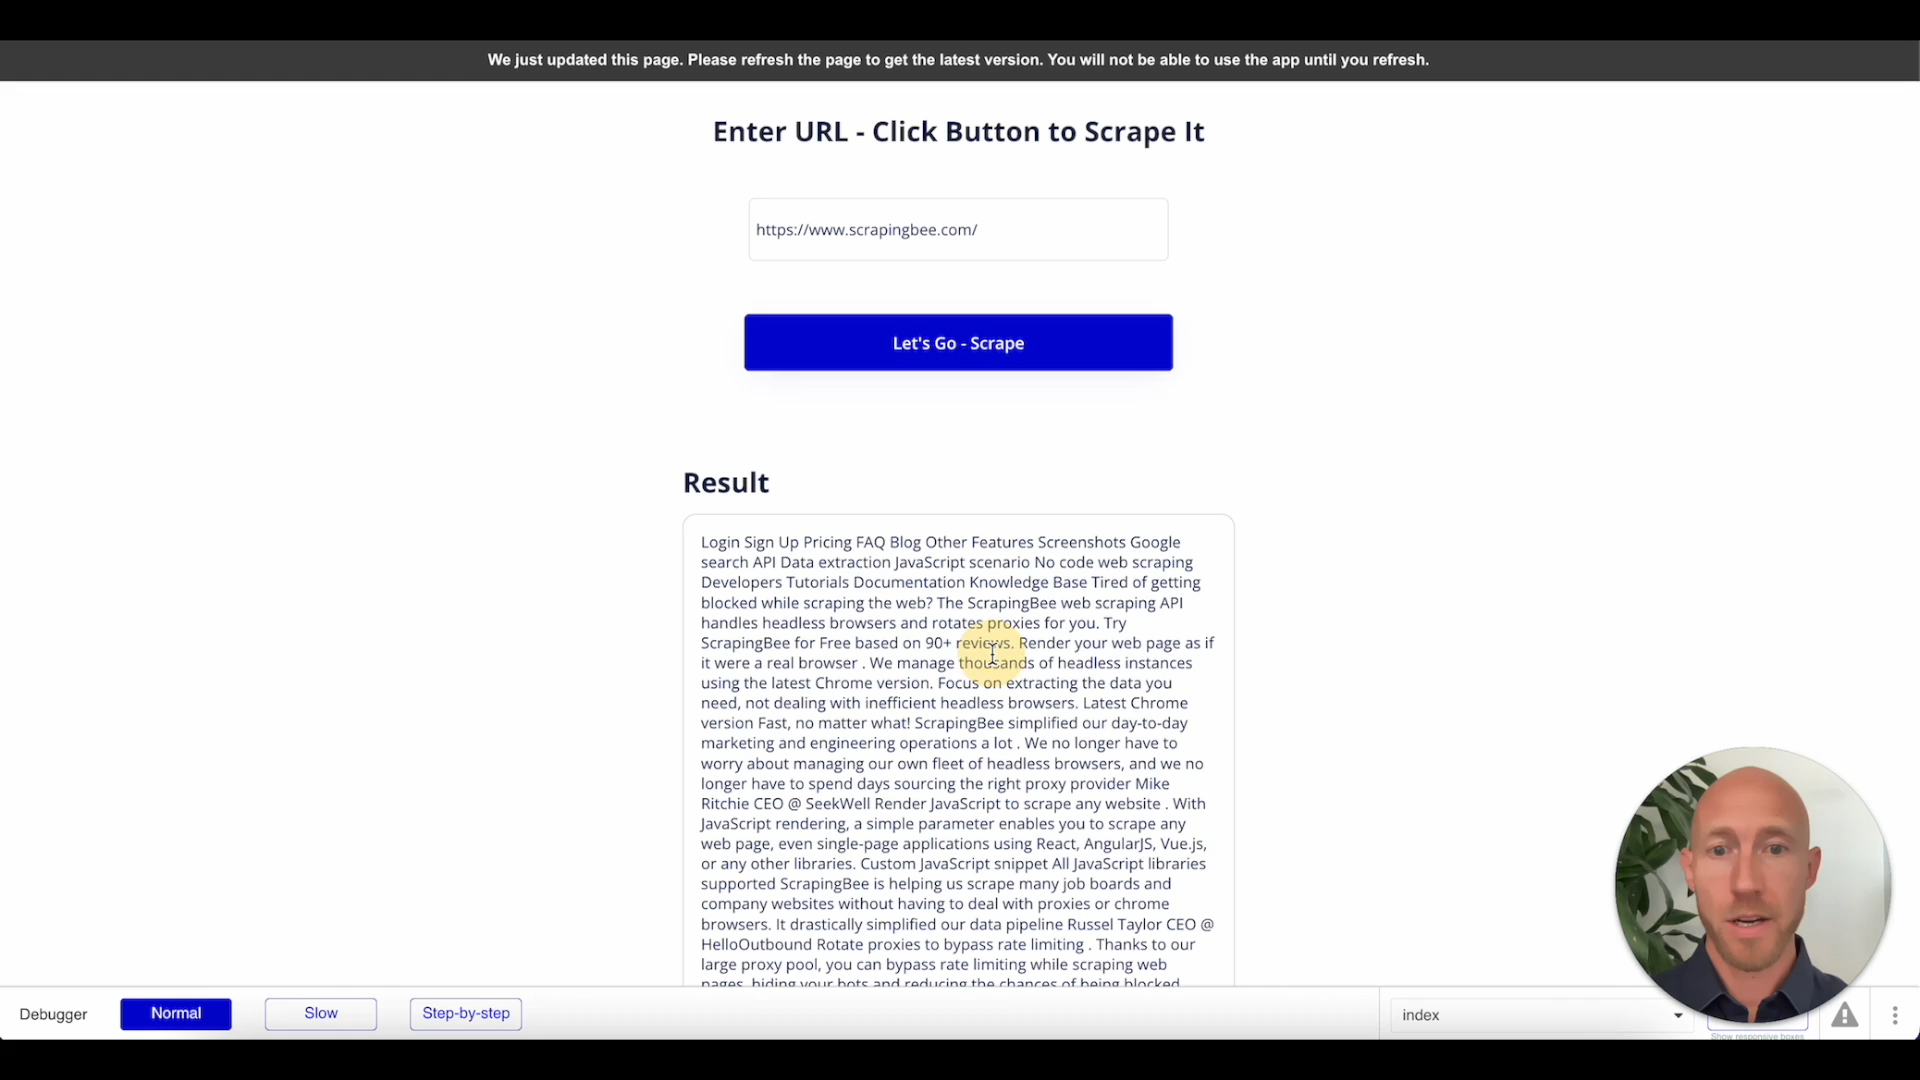 We just updated this page. Please refresh the page to get the latest version. You will not be able to use the app until you refresh.
Enter URL - Click Button to Scrape It
https://www.scrapingbee.com/
Let's Go - Scrape
Result
Login Sign Up Pricing FAQ Blog Other Features Screenshots Google
search API Data extraction JavaScript scenario No code web scraping
Developers Tutorials Documentation Knowledge Base Tired of getting
blocked while scraping the web? The ScrapingBee web scraping API
handles headless browsers and rotates proxies for you. Try
ScrapingBee for Free based on 90+ reviews. Render your web page as if
it were a real browser . We manage thousands of headless instances
using the latest Chrome version. Focus on extracting the data you
need, not dealing with inefficient headless browsers. Latest Chrome
version Fast, no matter what! ScrapingBee simplified our day-to-day
marketing and engineering operations a lot . We no longer have to
worry about managing our own fleet of headless browsers, and we no
longer have to spend days sourcing the right proxy provider Mike
Ritchie CEO @ SeekWell Render JavaScript to scrape any website . With
JavaScript rendering, a simple parameter enables you to scrape any
web page, even single-page applications using React, AngularJS, Vue.js,
or any other libraries. Custom JavaScript snippet All JavaScript libraries
supported ScrapingBee is helping us scrape many job boards and
company websites without having to deal with proxies or chrome
browsers. It drastically simplified our data pipeline Russel Taylor CEO @
HelloOutbound Rotate proxies to bypass rate limiting . Thanks to our
large proxy pool, you can bypass rate limiting while scraping web
pages, hiding your bots and reducing the chances of being blocked
Debugger Normal Slow Step-by-step index
Show responsive boxes